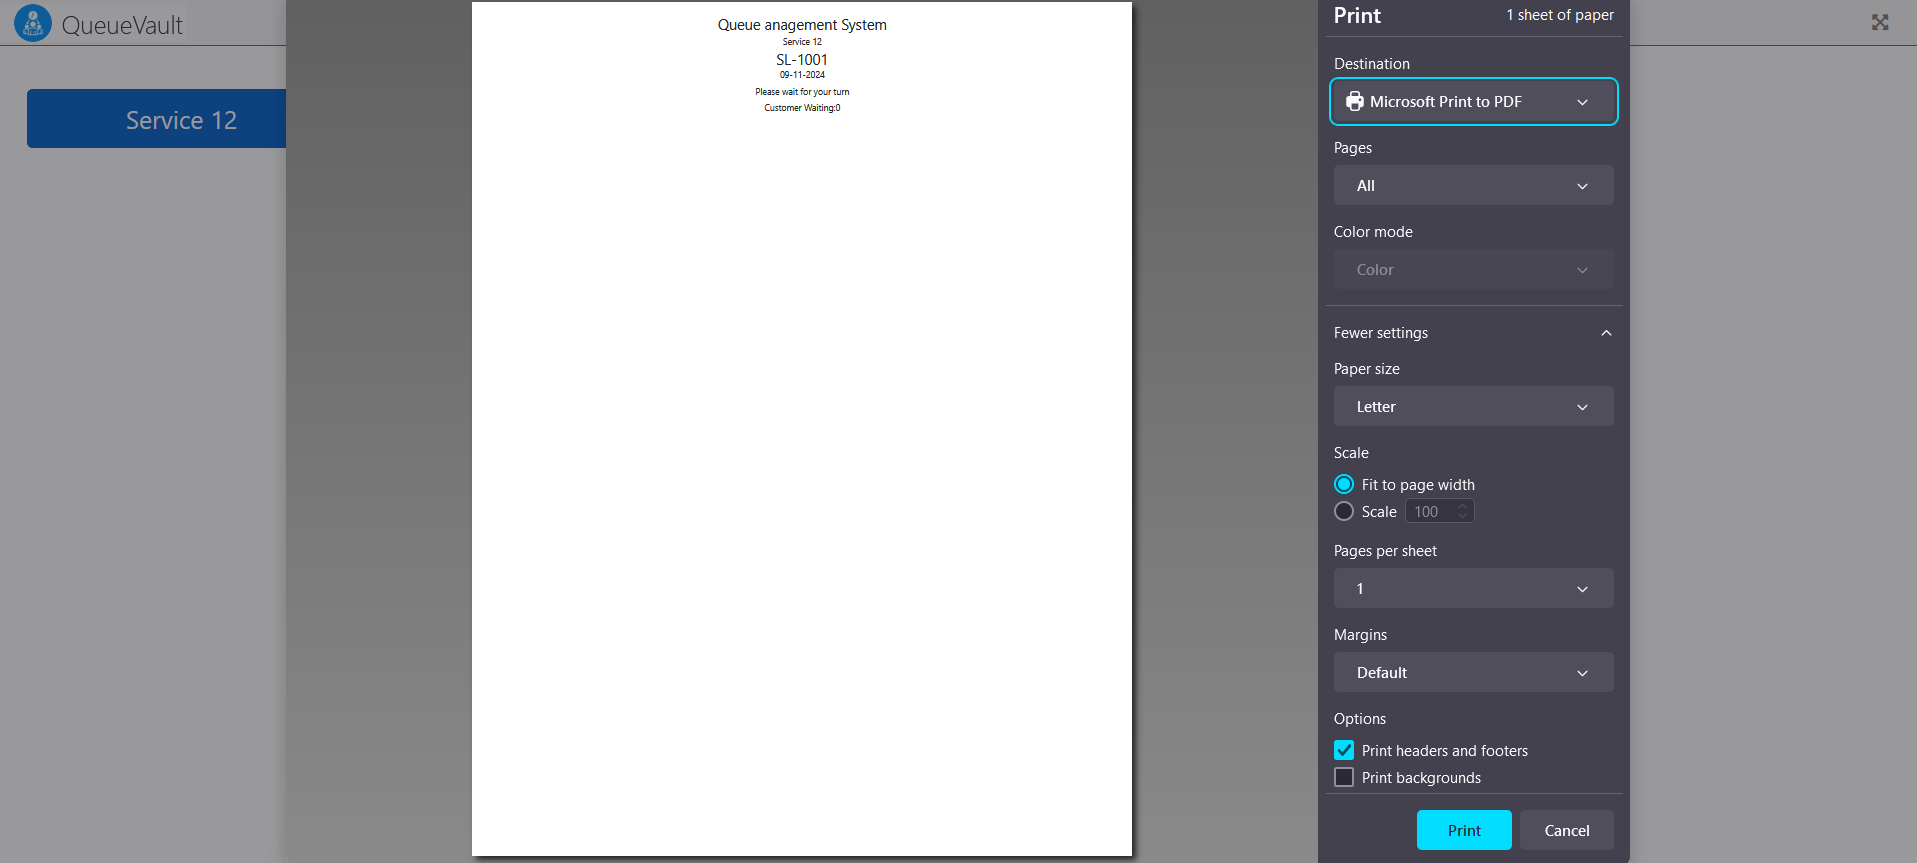 QueueVault
Service 12
Queue anagement System
Service 12
SL-1001
09-11-2024
Please wait for your turn
Customer Waiting:0
Print
1 sheet of paper
Destination
Microsoft Print to PDF
Pages
All
Color mode
Color
Fewer settings
Paper size
Letter
Scale
Fit to page width
Scale 100
Pages per sheet
1
Margins
Default
Options
Print headers and footers
Print backgrounds
Print Cancel